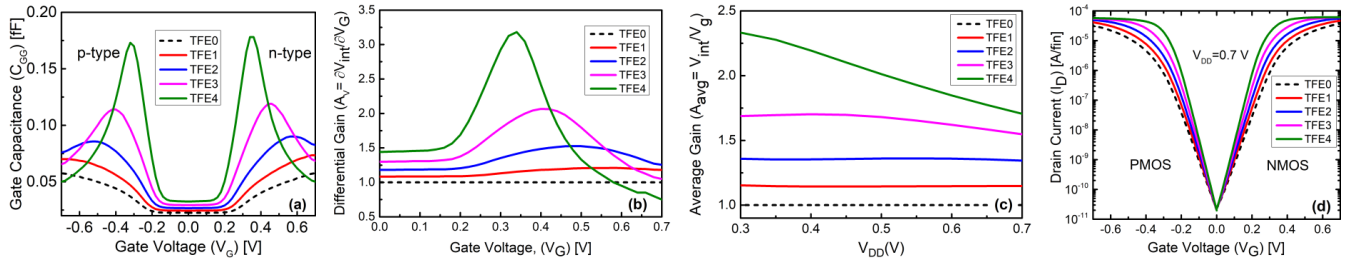 Gate Capacitance (C_GG) [fF]
0.20
0.15
0.10
0.05
p-type
n-type
TFE0
TFE1
TFE2
TFE3
TFE4
(a)
-0.6 -0.4 -0.2 0.0 0.2 0.4 0.6
Gate Voltage (V_G) [V]
Differential Gain (A_V= ∂V_int/∂V_G)
3.5
3.0
2.5
2.0
1.5
1.0
0.5
TFE0
TFE1
TFE2
TFE3
TFE4
(b)
0.0 0.1 0.2 0.3 0.4 0.5 0.6 0.7
Gate Voltage, (V_G) [V]
Average Gain (A_avg= V_int/V_g)
2.5
2.0
1.5
1.0
TFE0
TFE1
TFE2
TFE3
TFE4
(c)
0.3 0.4 0.5 0.6 0.7
V_DD(V)
Drain Current (I_D) [A/fin]
10^-4
10^-5
10^-6
10^-7
10^-8
10^-9
10^-10
10^-11
V_DD=0.7 V
TFE0
TFE1
TFE2
TFE3
TFE4
PMOS
NMOS
(d)
-0.6 -0.4 -0.2 0.0 0.2 0.4 0.6
Gate Voltage (V_G) [V]